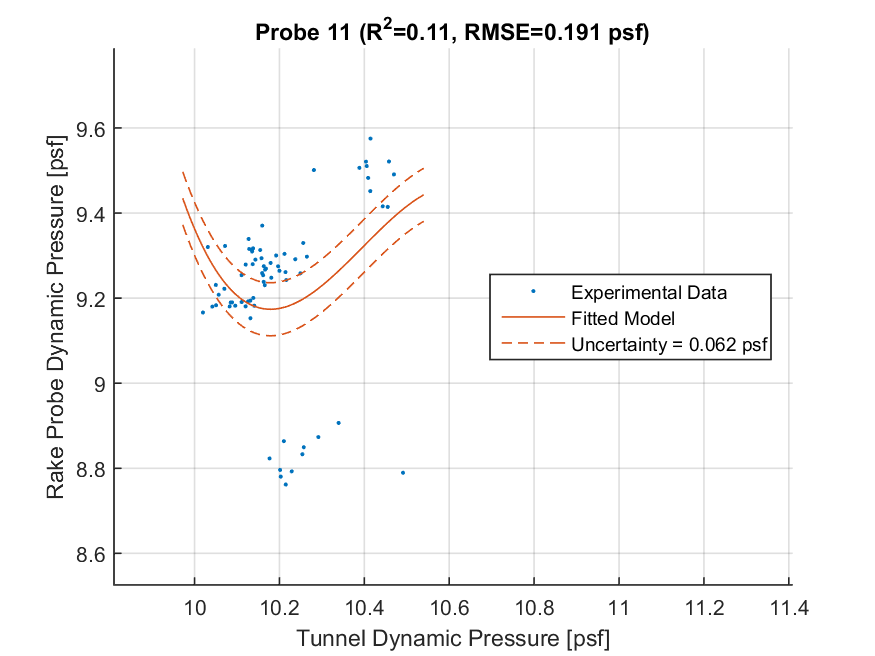 Probe 11 (R²=0.11, RMSE=0.191 psf)
Rake Probe Dynamic Pressure [psf]
9.6
9.4
9.2
9
8.8
8.6
Experimental Data
Fitted Model
Uncertainty = 0.062 psf
10 10.2 10.4 10.6 10.8 11 11.2 11.4
Tunnel Dynamic Pressure [psf]